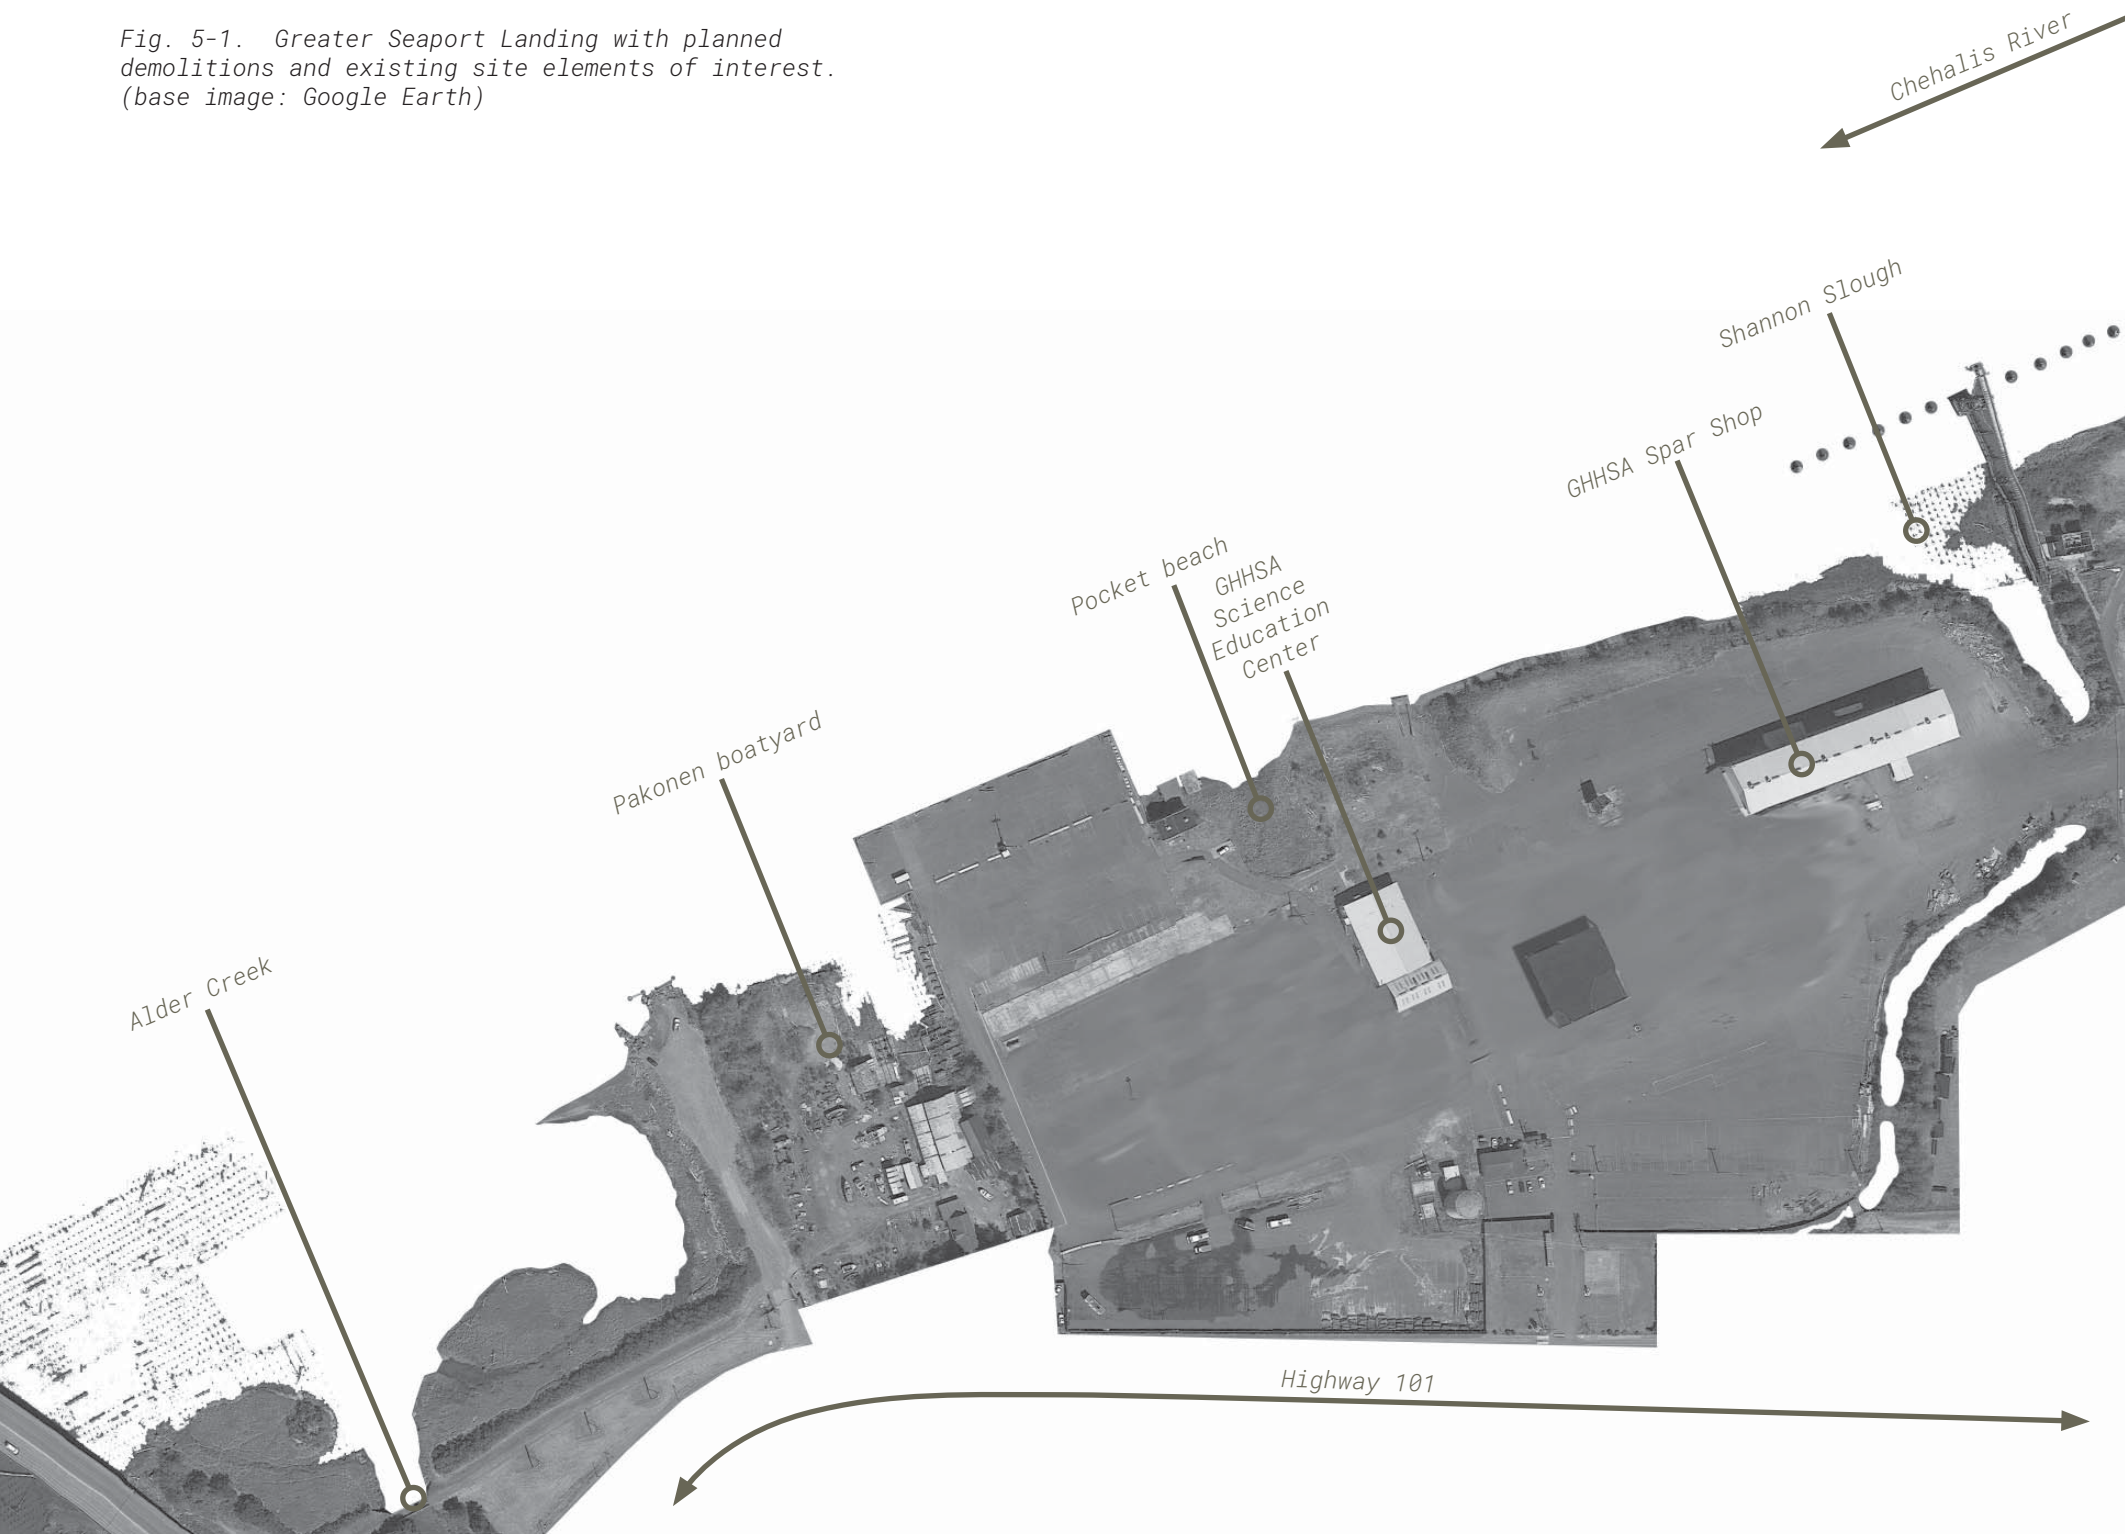 Fig. 5-1. Greater Seaport Landing with planned
demolitions and existing site elements of interest.
(base image: Google Earth)
Chehalis River
Shannon Slough
GHHSA Spar Shop
Pocket beach
GHHSA
Science
Education
Center
Pakonen boatyard
Alder Creek
Highway 101